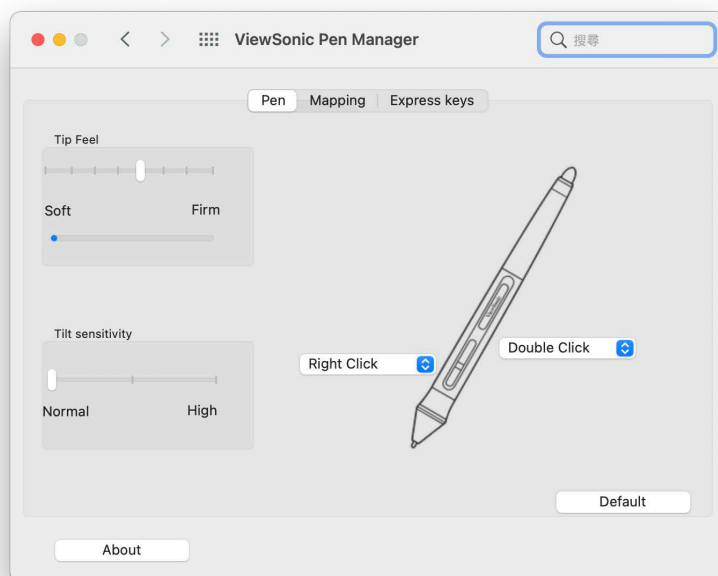 ViewSonic Pen Manager
搜尋
Pen
Mapping
Express keys
Tip Feel
Soft
Firm
Tilt sensitivity
Normal
High
Right Click
Double Click
Default
About